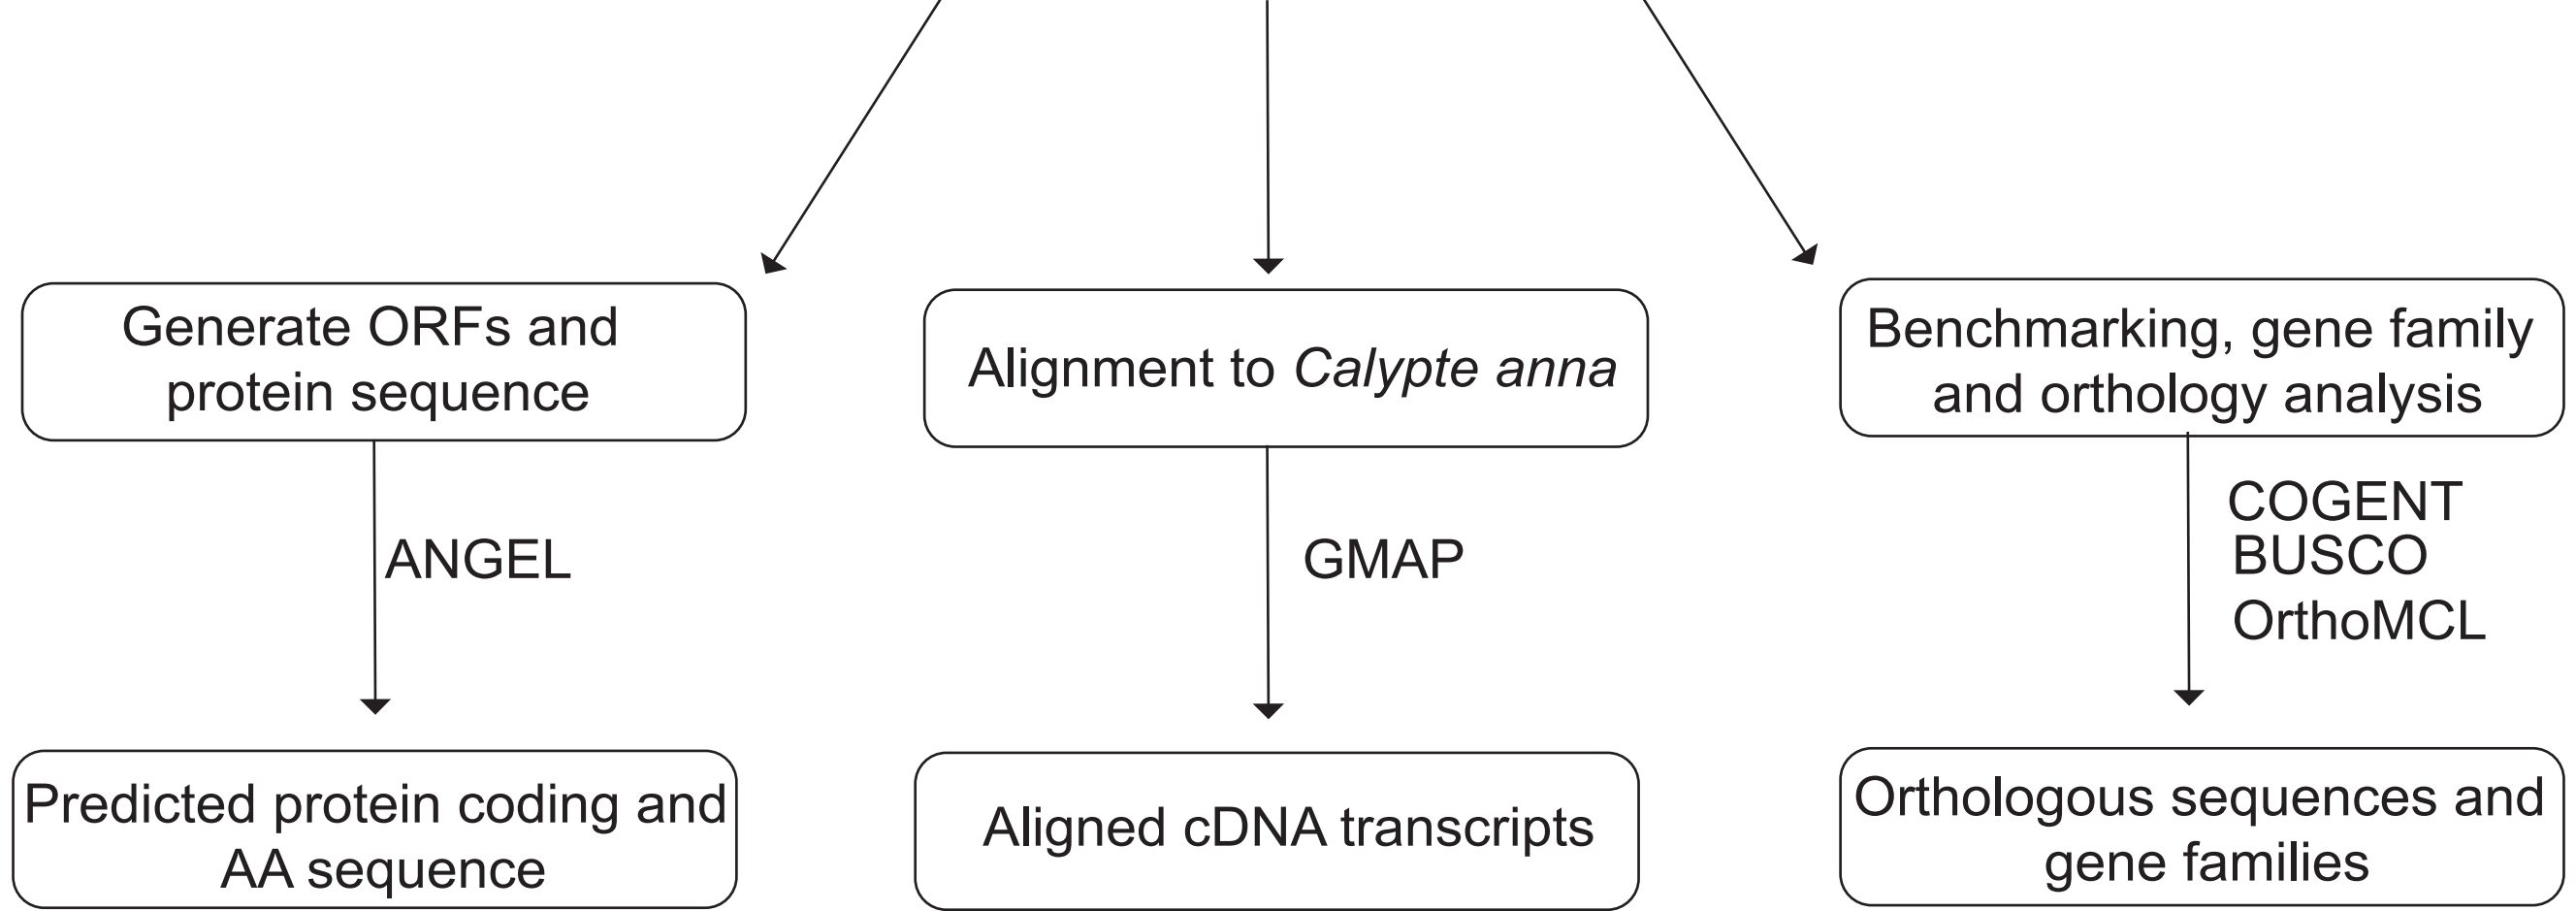 Generate ORFs and
protein sequence
Alignment to Calypte anna
Benchmarking, gene family
and orthology analysis
ANGEL
GMAP
COGENT
BUSCO
OrthoMCL
Predicted protein coding and
AA sequence
Aligned cDNA transcripts
Orthologous sequences and
gene families